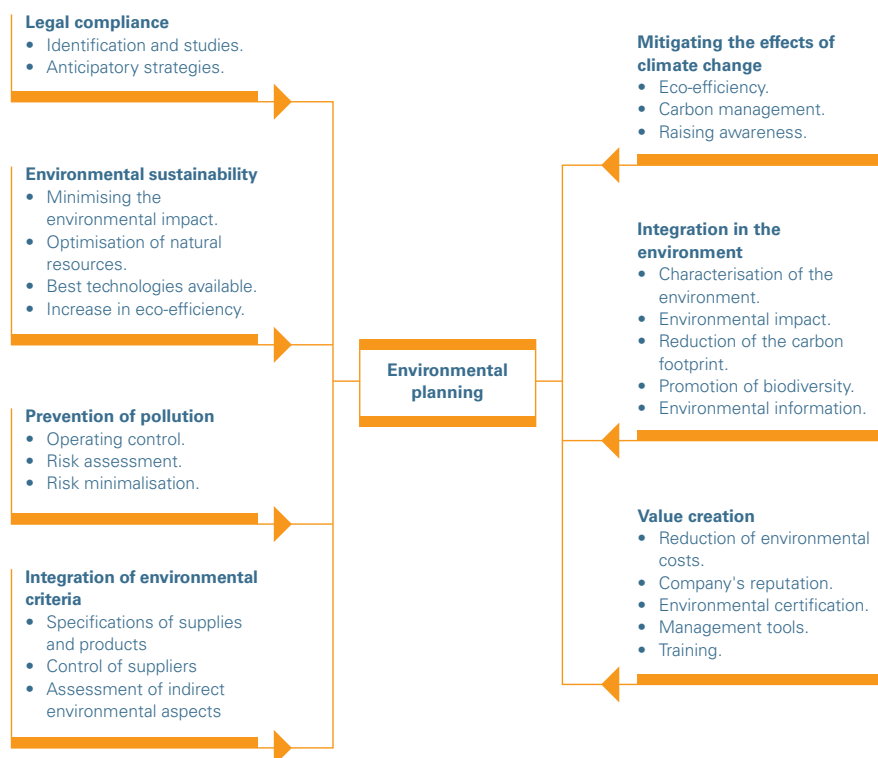 Legal compliance
• Identification and studies.
• Anticipatory strategies.
Environmental sustainability
• Minimising the
environmental impact.
• Optimisation of natural
resources.
• Best technologies available.
• Increase in eco-efficiency.
Prevention of pollution
• Operating control.
• Risk assessment.
• Risk minimalisation.
Integration of environmental
criteria
• Specifications of supplies
and products
• Control of suppliers
• Assessment of indirect
environmental aspects
Environmental
planning
Mitigating the effects of
climate change
• Eco-efficiency.
• Carbon management.
• Raising awareness.
Integration in the
environment
• Characterisation of the
environment.
• Environmental impact.
• Reduction of the carbon
footprint.
• Promotion of biodiversity.
• Environmental information.
Value creation
• Reduction of environmental
costs.
• Company's reputation.
• Environmental certification.
• Management tools.
• Training.